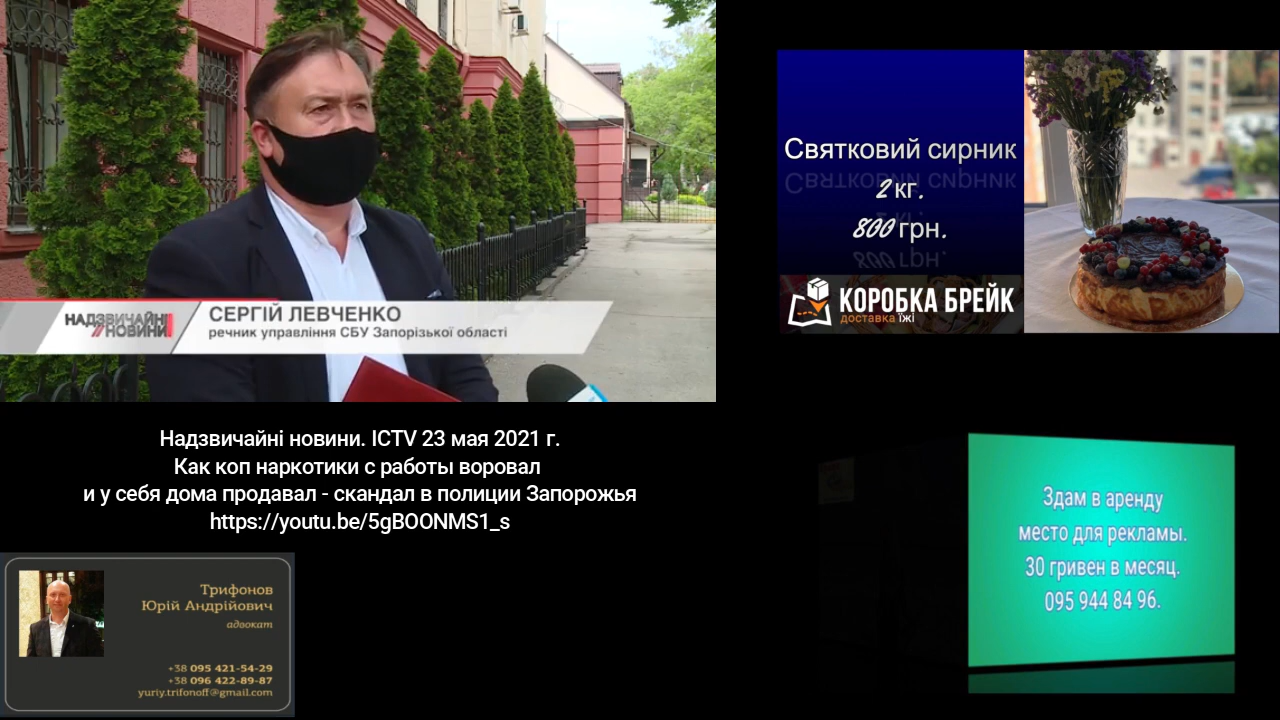 НАДЗВИЧАЙНІ
НОВИНИ
СЕРГІЙ ЛЕВЧЕНКО
речник управління СБУ Запорізької області
Надзвичайні новини. ICTV 23 мая 2021 г.
Как коп наркотики с работы воровал
и у себя дома продавал - скандал в полиции Запорожья
https://youtu.be/5gBOONMS1_s
Трифонов
Юрій Андрійович
адвокат
+38 095 421-54-29
+38 096 422-89-87
yuriy.trifonoff@gmail.com
Святковий сирник
2 кг.
800 грн.
КОРОБКА БРЕЙК
доставка їжі
Здам в аренду
место для рекламы.
30 гривен в месяц.
095 944 84 96.